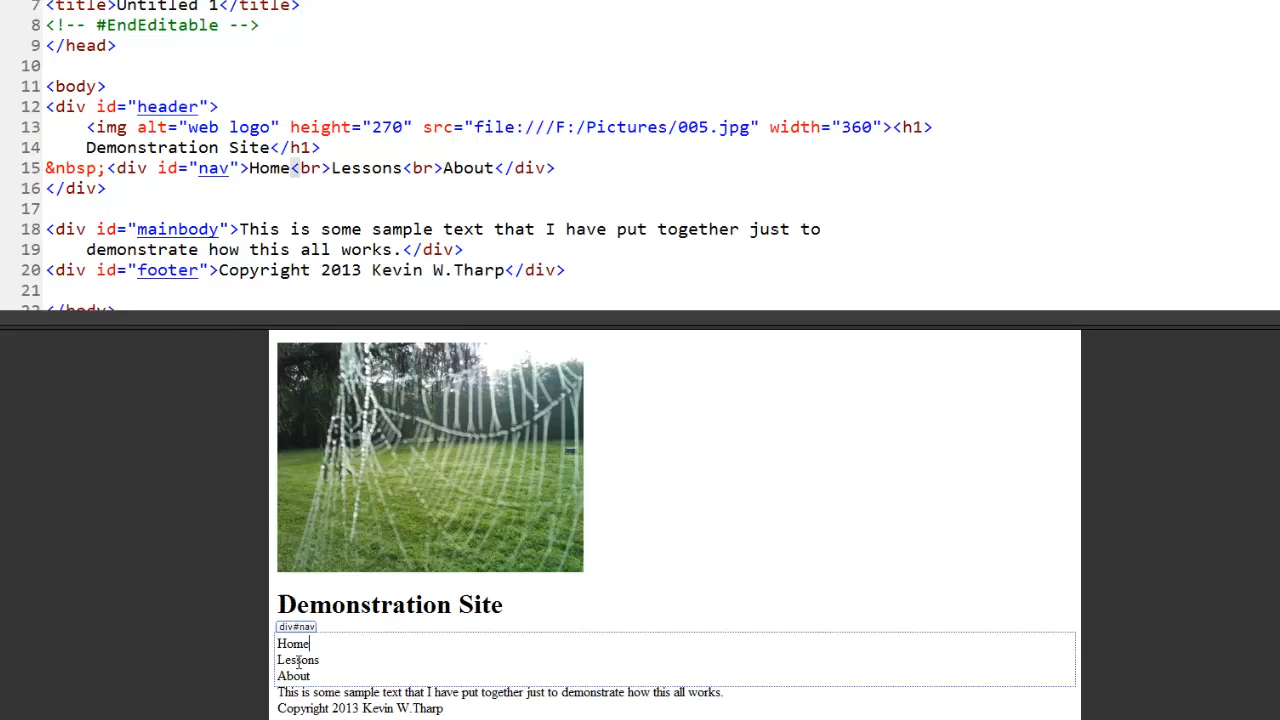 7 <title>Untitled 1</title>
8 <!-- #EndEditable -->
9 </head>
10
11 <body>
12 <div id="header">
13 <img alt="web logo" height="270" src="file:///F:/Pictures/005.jpg" width="360"><h1>
14 Demonstration Site</h1>
15 &nbsp;<div id="nav">Home<br>Lessons<br>About</div>
16 </div>
17
18 <div id="mainbody">This is some sample text that I have put together just to
19 demonstrate how this all works.</div>
20 <div id="footer">Copyright 2013 Kevin W.Tharp</div>
21
22 </body>
Demonstration Site
div#nav
Home
Lessons
About
This is some sample text that I have put together just to demonstrate how this all works.
Copyright 2013 Kevin W.Tharp